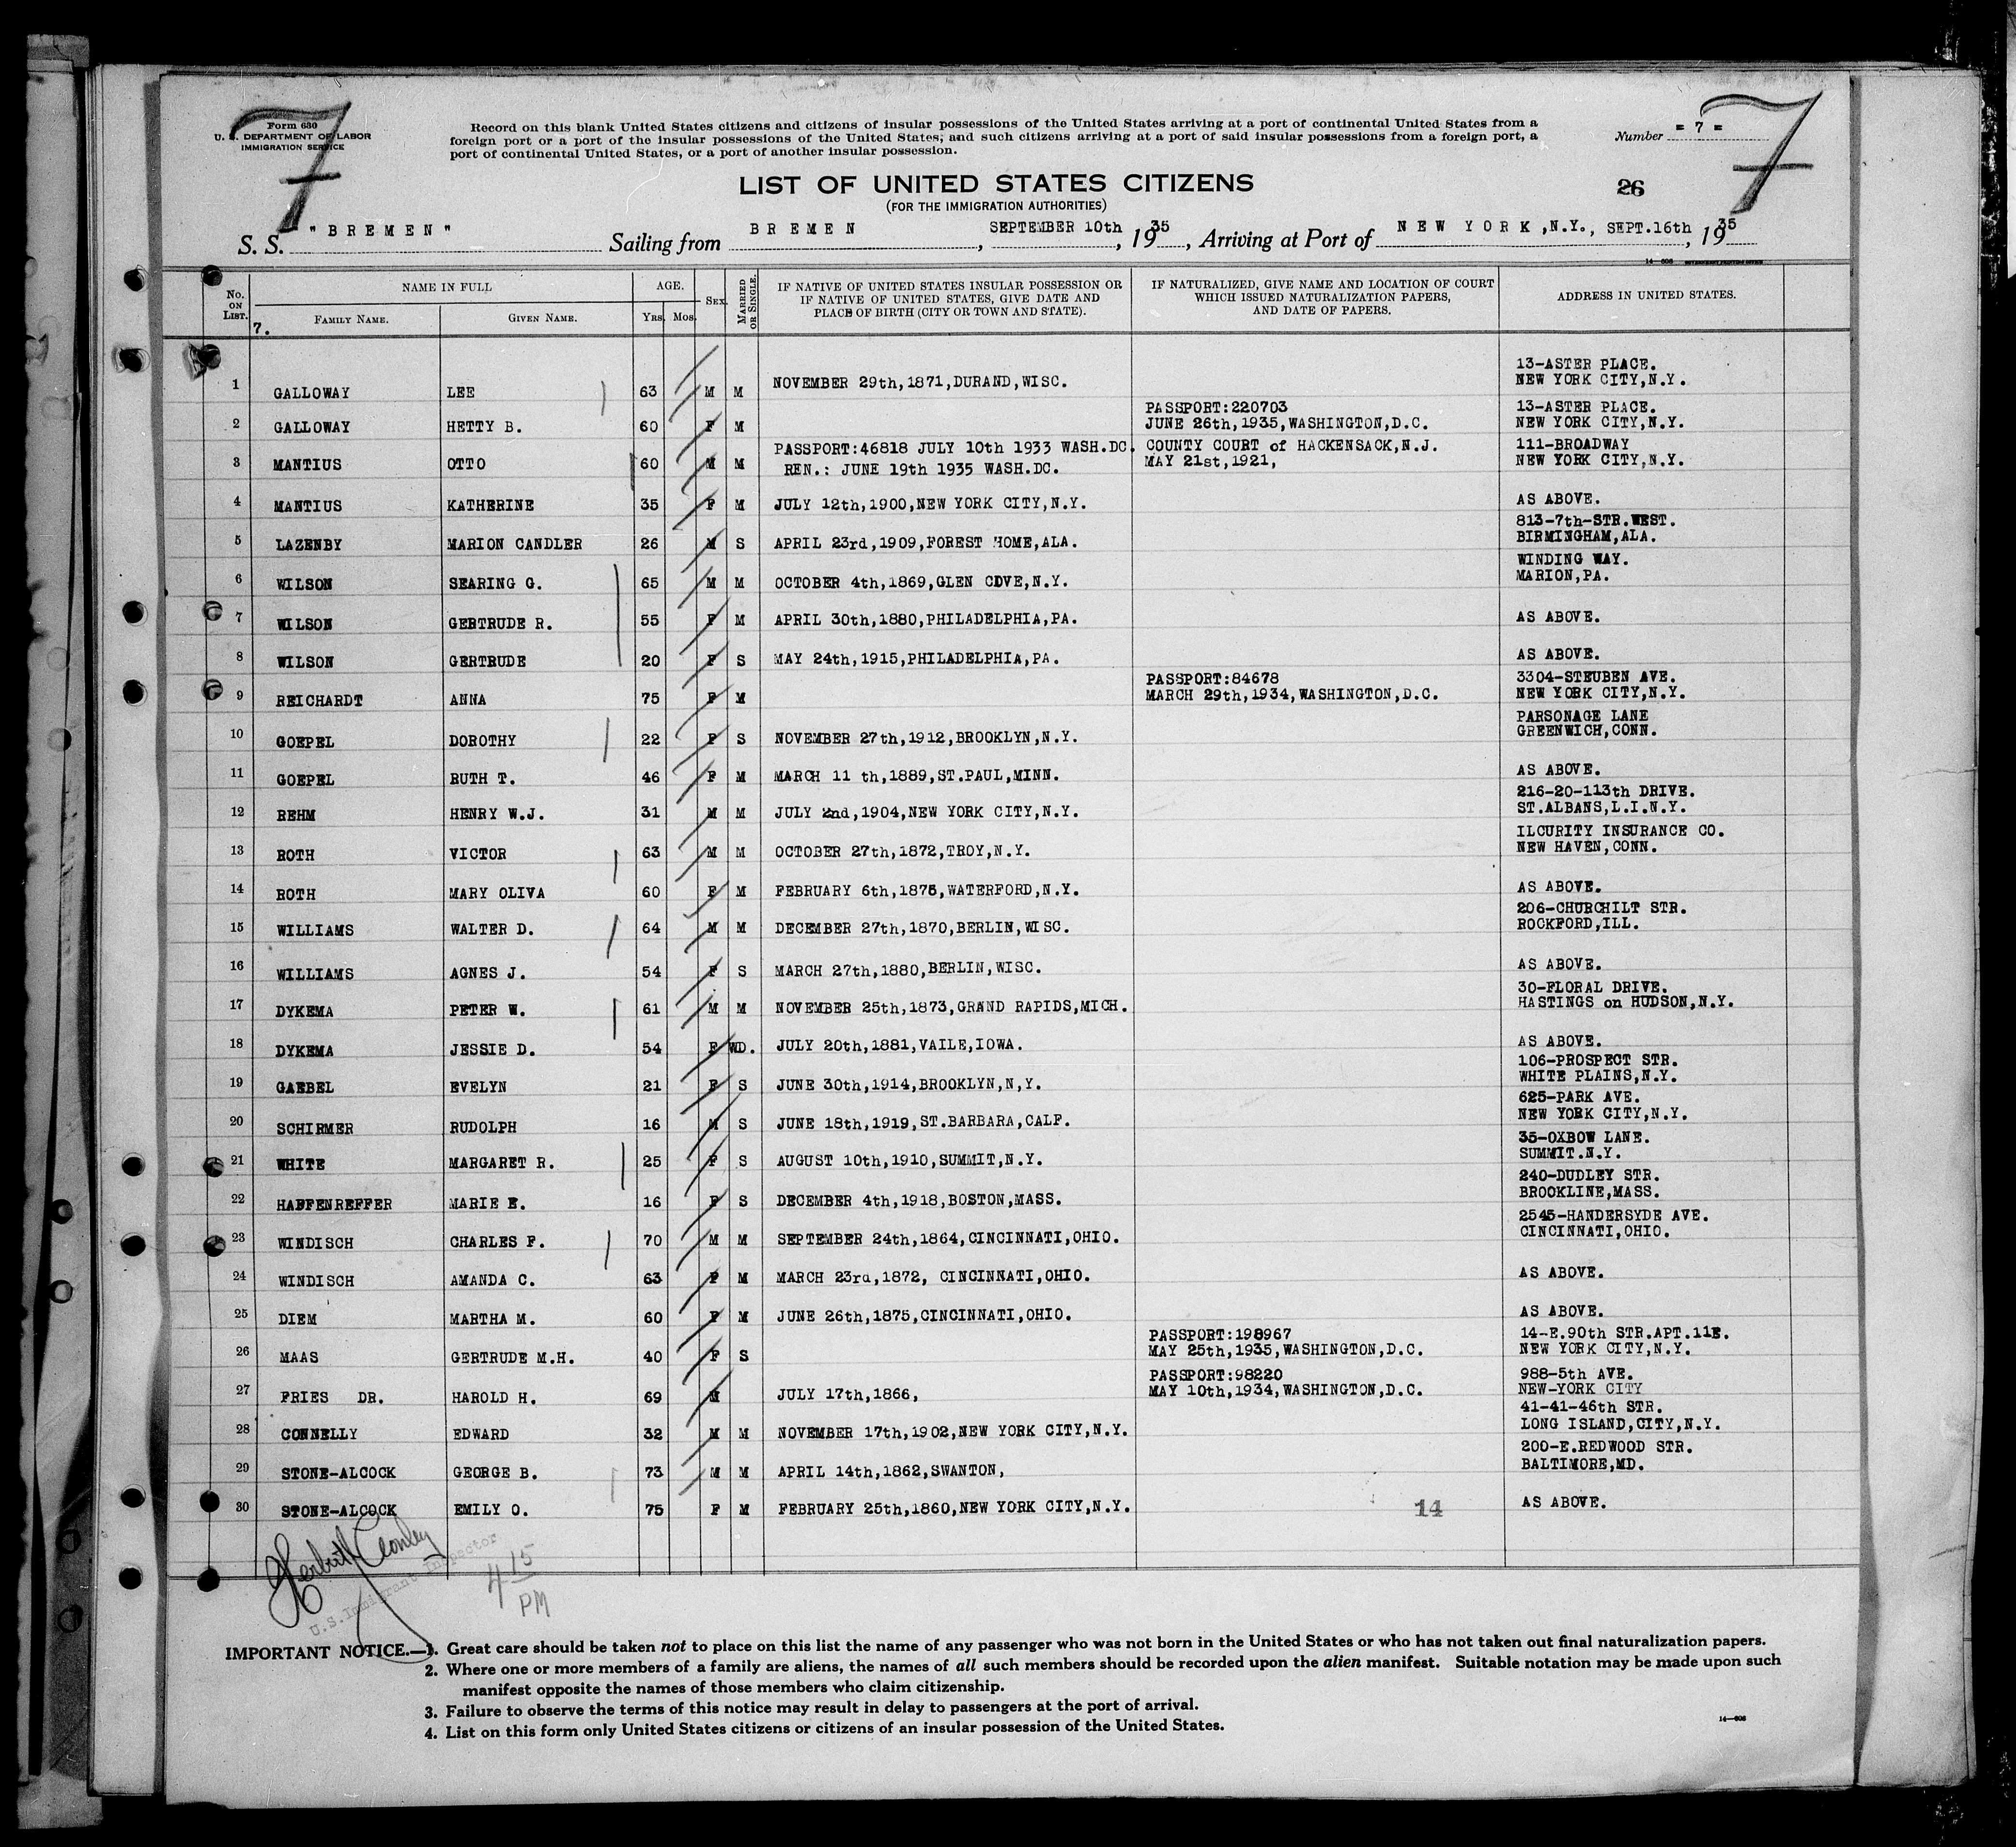 7
7
Form 630
U. S. DEPARTMENT OF LABOR
IMMIGRATION SERVICE
Record on this blank United States citizens and citizens of insular possessions of the United States arriving at a port of continental United States from a
foreign port or a port of the insular possessions of the United States; and such citizens arriving at a port of said insular possessions from a foreign port, a
port of continental United States, or a port of another insular possession.
Number = 7 =
LIST OF UNITED STATES CITIZENS
(FOR THE IMMIGRATION AUTHORITIES)
26
S. S. "BREMEN" Sailing from BREMEN, SEPTEMBER 10th, 1935, Arriving at Port of NEW YORK,N.Y., SEPT.16th, 1935
14-606 GOVERNMENT PRINTING OFFICE
No. ON LIST. NAME IN FULL AGE. SEX. MARRIED OR SINGLE. IF NATIVE OF UNITED STATES INSULAR POSSESSION OR IF NATIVE OF UNITED STATES, GIVE DATE AND PLACE OF BIRTH (CITY OR TOWN AND STATE). IF NATURALIZED, GIVE NAME AND LOCATION OF COURT WHICH ISSUED NATURALIZATION PAPERS, AND DATE OF PAPERS. ADDRESS IN UNITED STATES.
7. FAMILY NAME. GIVEN NAME. Yrs. Mos.
1 GALLOWAY LEE 63 M M NOVEMBER 29th,1871,DURAND,WISC. 13-ASTER PLACE. NEW YORK CITY,N.Y.
2 GALLOWAY HETTY B. 60 F M PASSPORT:220703 JUNE 26th,1935,WASHINGTON,D.C. 13-ASTER PLACE. NEW YORK CITY,N.Y.
3 MANTIUS OTTO 60 M M PASSPORT:46818 JULY 10th 1933 WASH.DC. REN.: JUNE 19th 1935 WASH.DC. COUNTY COURT of HACKENSACK,N.J. MAY 21st,1921, 111-BROADWAY NEW YORK CITY,N.Y.
4 MANTIUS KATHERINE 35 F M JULY 12th,1900,NEW YORK CITY,N.Y. AS ABOVE.
5 LAZENBY MARION CANDLER 26 M S APRIL 23rd,1909,FOREST HOME,ALA. 813-7th-STR.WEST. BIRMINGHAM,ALA.
6 WILSON SEARING G. 65 M M OCTOBER 4th,1869,GLEN COVE,N.Y. WINDING WAY. MARION,PA.
7 WILSON GERTRUDE R. 55 F M APRIL 30th,1880,PHILADELPHIA,PA. AS ABOVE.
8 WILSON GERTRUDE 20 F S MAY 24th,1915,PHILADELPHIA,PA. AS ABOVE.
9 REICHARDT ANNA 75 F M PASSPORT:84678 MARCH 29th,1934,WASHINGTON,D.C. 3304-STEUBEN AVE. NEW YORK CITY,N.Y.
10 GOEPEL DOROTHY 22 F S NOVEMBER 27th,1912,BROOKLYN,N.Y. PARSONAGE LANE GREENWICH,CONN.
11 GOEPEL RUTH T. 46 F M MARCH 11 th,1889,ST.PAUL,MINN. AS ABOVE.
12 REHM HENRY W.J. 31 M M JULY 2nd,1904,NEW YORK CITY,N.Y. 216-20-113th DRIVE. ST.ALBANS,L.I.N.Y.
13 ROTH VICTOR 63 M M OCTOBER 27th,1872,TROY,N.Y. ILCURITY INSURANCE CO. NEW HAVEN,CONN.
14 ROTH MARY OLIVA 60 F M FEBRUARY 6th,1875,WATERFORD,N.Y. AS ABOVE.
15 WILLIAMS WALTER D. 64 M M DECEMBER 27th,1870,BERLIN,WISC. 206-CHURCHILT STR. ROCKFORD,ILL.
16 WILLIAMS AGNES J. 54 F S MARCH 27th,1880,BERLIN,WISC. AS ABOVE.
17 DYKEMA PETER W. 61 M M NOVEMBER 25th,1873,GRAND RAPIDS,MICH. 30-FLORAL DRIVE. HASTINGS on HUDSON,N.Y.
18 DYKEMA JESSIE D. 54 F WD. JULY 20th,1881,VAILE,IOWA. AS ABOVE.
19 GAEBEL EVELYN 21 F S JUNE 30th,1914,BROOKLYN,N,Y. 106-PROSPECT STR. WHITE PLAINS,N.Y.
20 SCHIRMER RUDOLPH 16 M S JUNE 18th,1919,ST.BARBARA,CALF. 625-PARK AVE. NEW YORK CITY,N.Y.
21 WHITE MARGARET R. 25 F S AUGUST 10th,1910,SUMMIT,N.Y. 35-OXBOW LANE. SUMMIT.N.Y.
22 HAFFENREFFER MARIE E. 16 F S DECEMBER 4th,1918,BOSTON,MASS. 240-DUDLEY STR. BROOKLINE,MASS.
23 WINDISCH CHARLES F. 70 M M SEPTEMBER 24th,1864,CINCINNATI,OHIO. 2545-HANDERSYDE AVE. CINCINNATI,OHIO.
24 WINDISCH AMANDA C. 63 F M MARCH 23rd,1872, CINCINNATI,OHIO. AS ABOVE.
25 DIEM MARTHA M. 60 F M JUNE 26th,1875,CINCINNATI,OHIO. AS ABOVE.
26 MAAS GERTRUDE M.H. 40 F S PASSPORT:198967 MAY 25th,1935,WASHINGTON,D.C. 14-E.90th STR.APT.11E. NEW YORK CITY,N.Y.
27 FRIES DR. HAROLD H. 69 M JULY 17th,1866, PASSPORT:98220 MAY 10th,1934,WASHINGTON,D.C. 988-5th AVE. NEW-YORK CITY
28 CONNELLY EDWARD 32 M M NOVEMBER 17th,1902,NEW YORK CITY,N.Y. 41-41-46th STR. LONG ISLAND,CITY,N.Y.
29 STONE-ALCOCK GEORGE B. 73 M M APRIL 14th,1862,SWANTON, 200-E.REDWOOD STR. BALTIMORE,MD.
30 STONE-ALCOCK EMILY O. 75 F M FEBRUARY 25th,1860,NEW YORK CITY,N.Y. 14 AS ABOVE.
U.S. Immigrant Inspector
4 15 PM
IMPORTANT NOTICE.—1. Great care should be taken not to place on this list the name of any passenger who was not born in the United States or who has not taken out final naturalization papers.
2. Where one or more members of a family are aliens, the names of all such members should be recorded upon the alien manifest. Suitable notation may be made upon such
manifest opposite the names of those members who claim citizenship.
3. Failure to observe the terms of this notice may result in delay to passengers at the port of arrival.
4. List on this form only United States citizens or citizens of an insular possession of the United States.
14—606